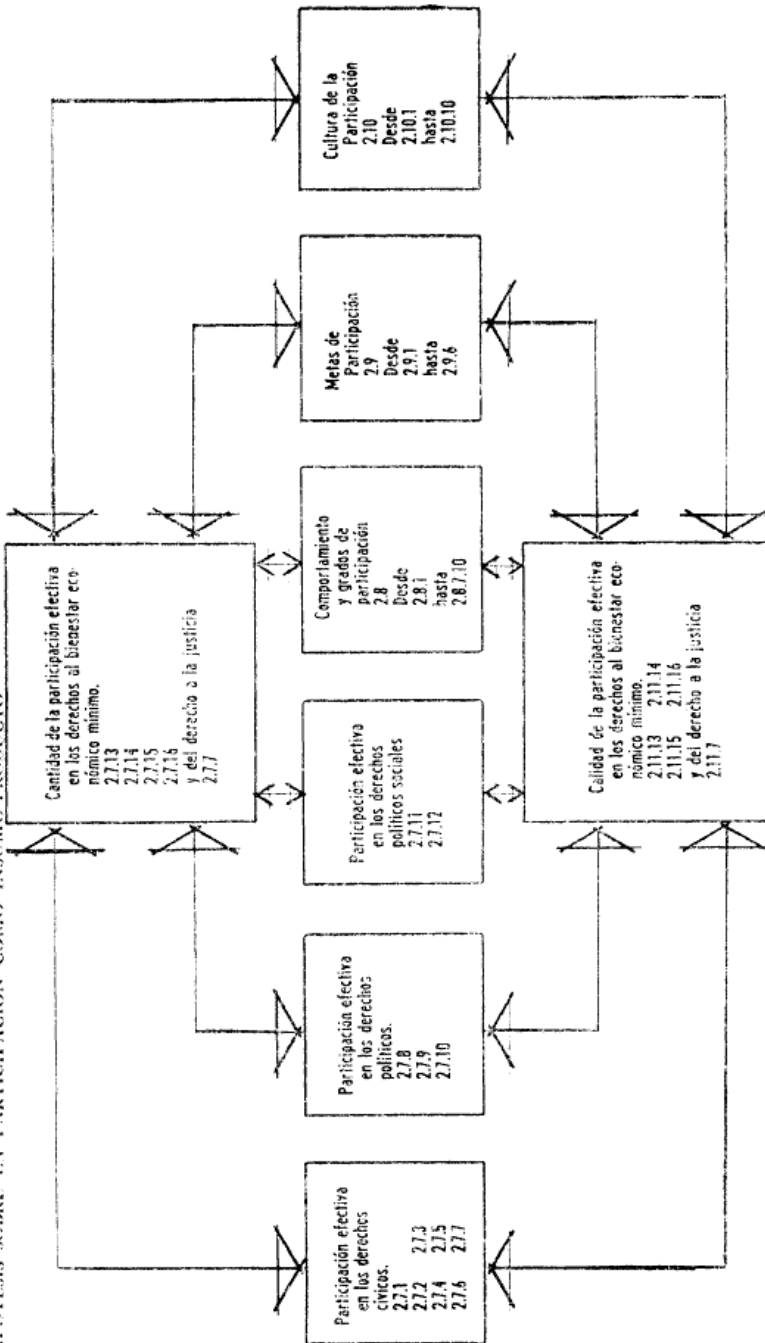 SOBRE LA PARTICIPACION COMO
Cantidad de la participación efectiva
en los derechos al bienestar eco-
nómico mínimo.
2.7.13
2.7.14
2.7.15
2.7.16
y del derecho a la justicia
2.7.7
Participación efectiva
en los derechos
cívicos.
2.7.1
2.7.2 2.7.3
2.7.4 2.7.5
2.7.6 2.7.7
Participación efectiva
en los derechos
políticos.
2.7.8
2.7.9
2.7.10
Participación efectiva
en los derechos
políticos sociales
2.7.11
2.7.12
Comportamiento
y grados de
participación
2.8
Desde
2.8.1
hasta
2.8.7.10
Metas de
Participación
2.9
Desde
2.9.1
hasta
2.9.6
Cultura de la
Participación
2.10
Desde
2.10.1
hasta
2.10.10
Calidad de la participación efectiva
en los derechos al bienestar eco-
nómico mínimo.
2.11.13 2.11.14
2.11.15 2.11.16
y del derecho a la justicia
2.11.7